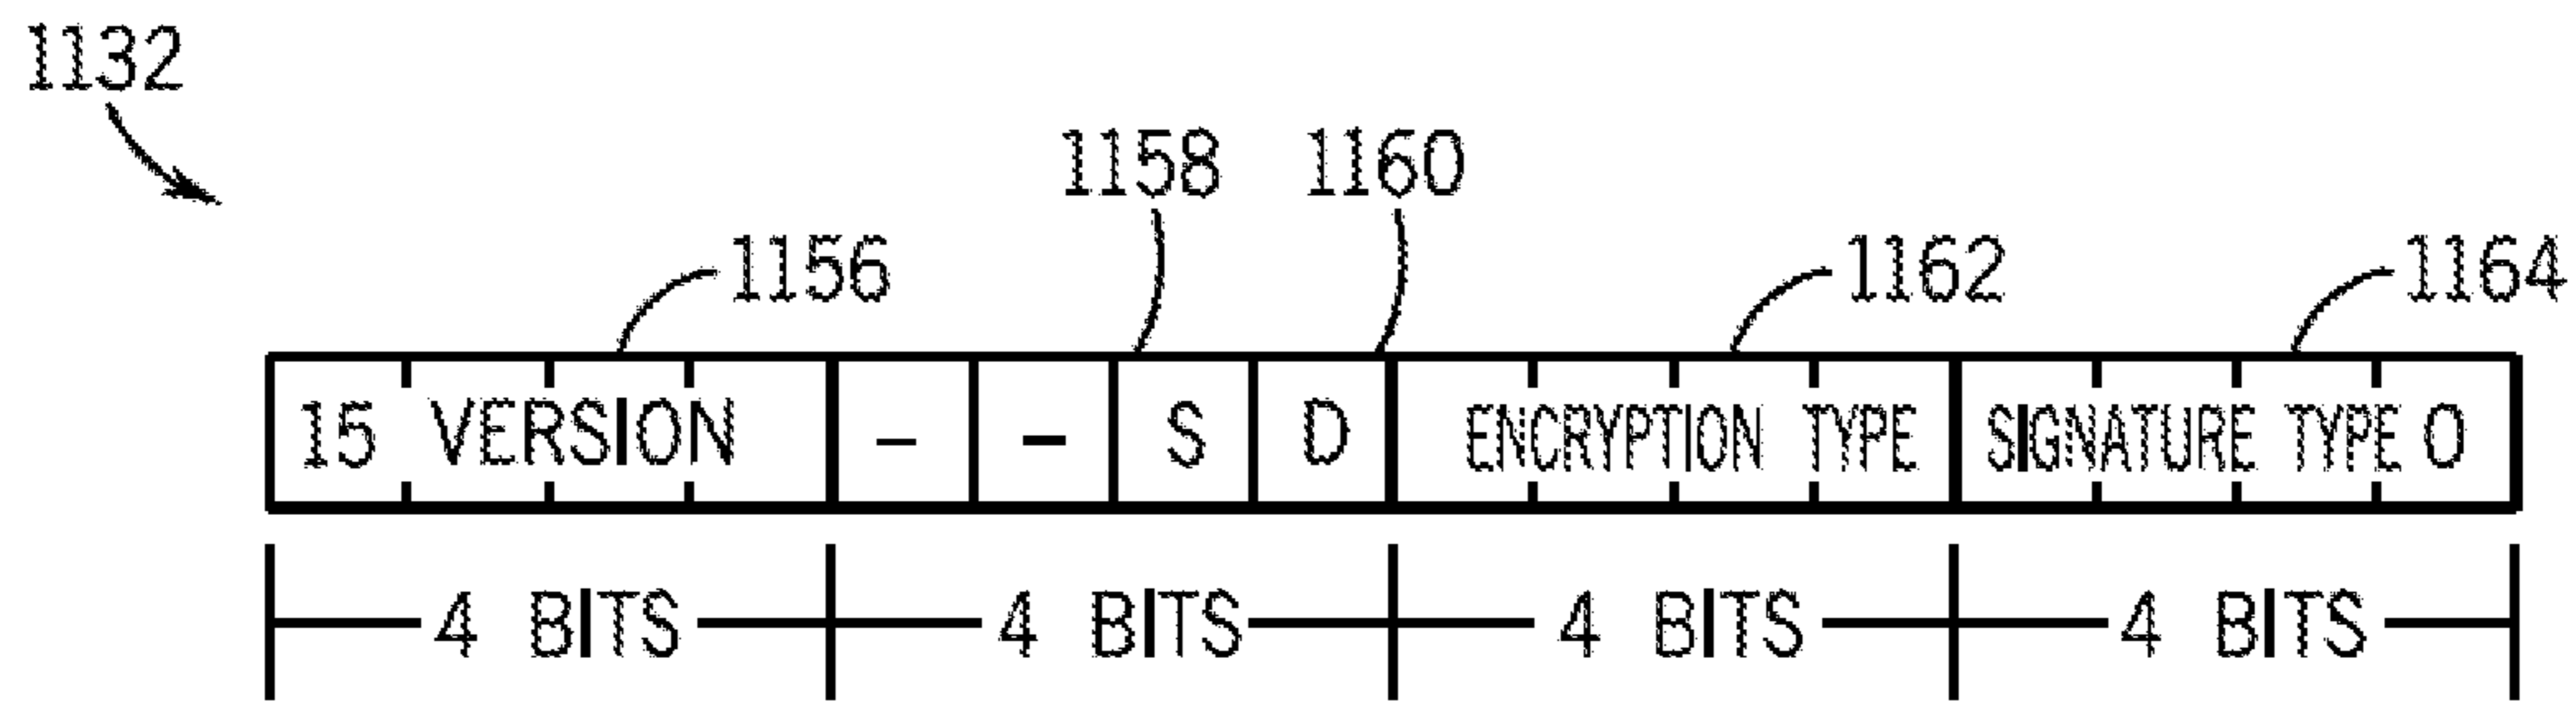 1132
1158 1160
1156 1162 1164
15 VERSION – – S D ENCRYPTION TYPE SIGNATURE TYPE 0
4 BITS 4 BITS 4 BITS 4 BITS